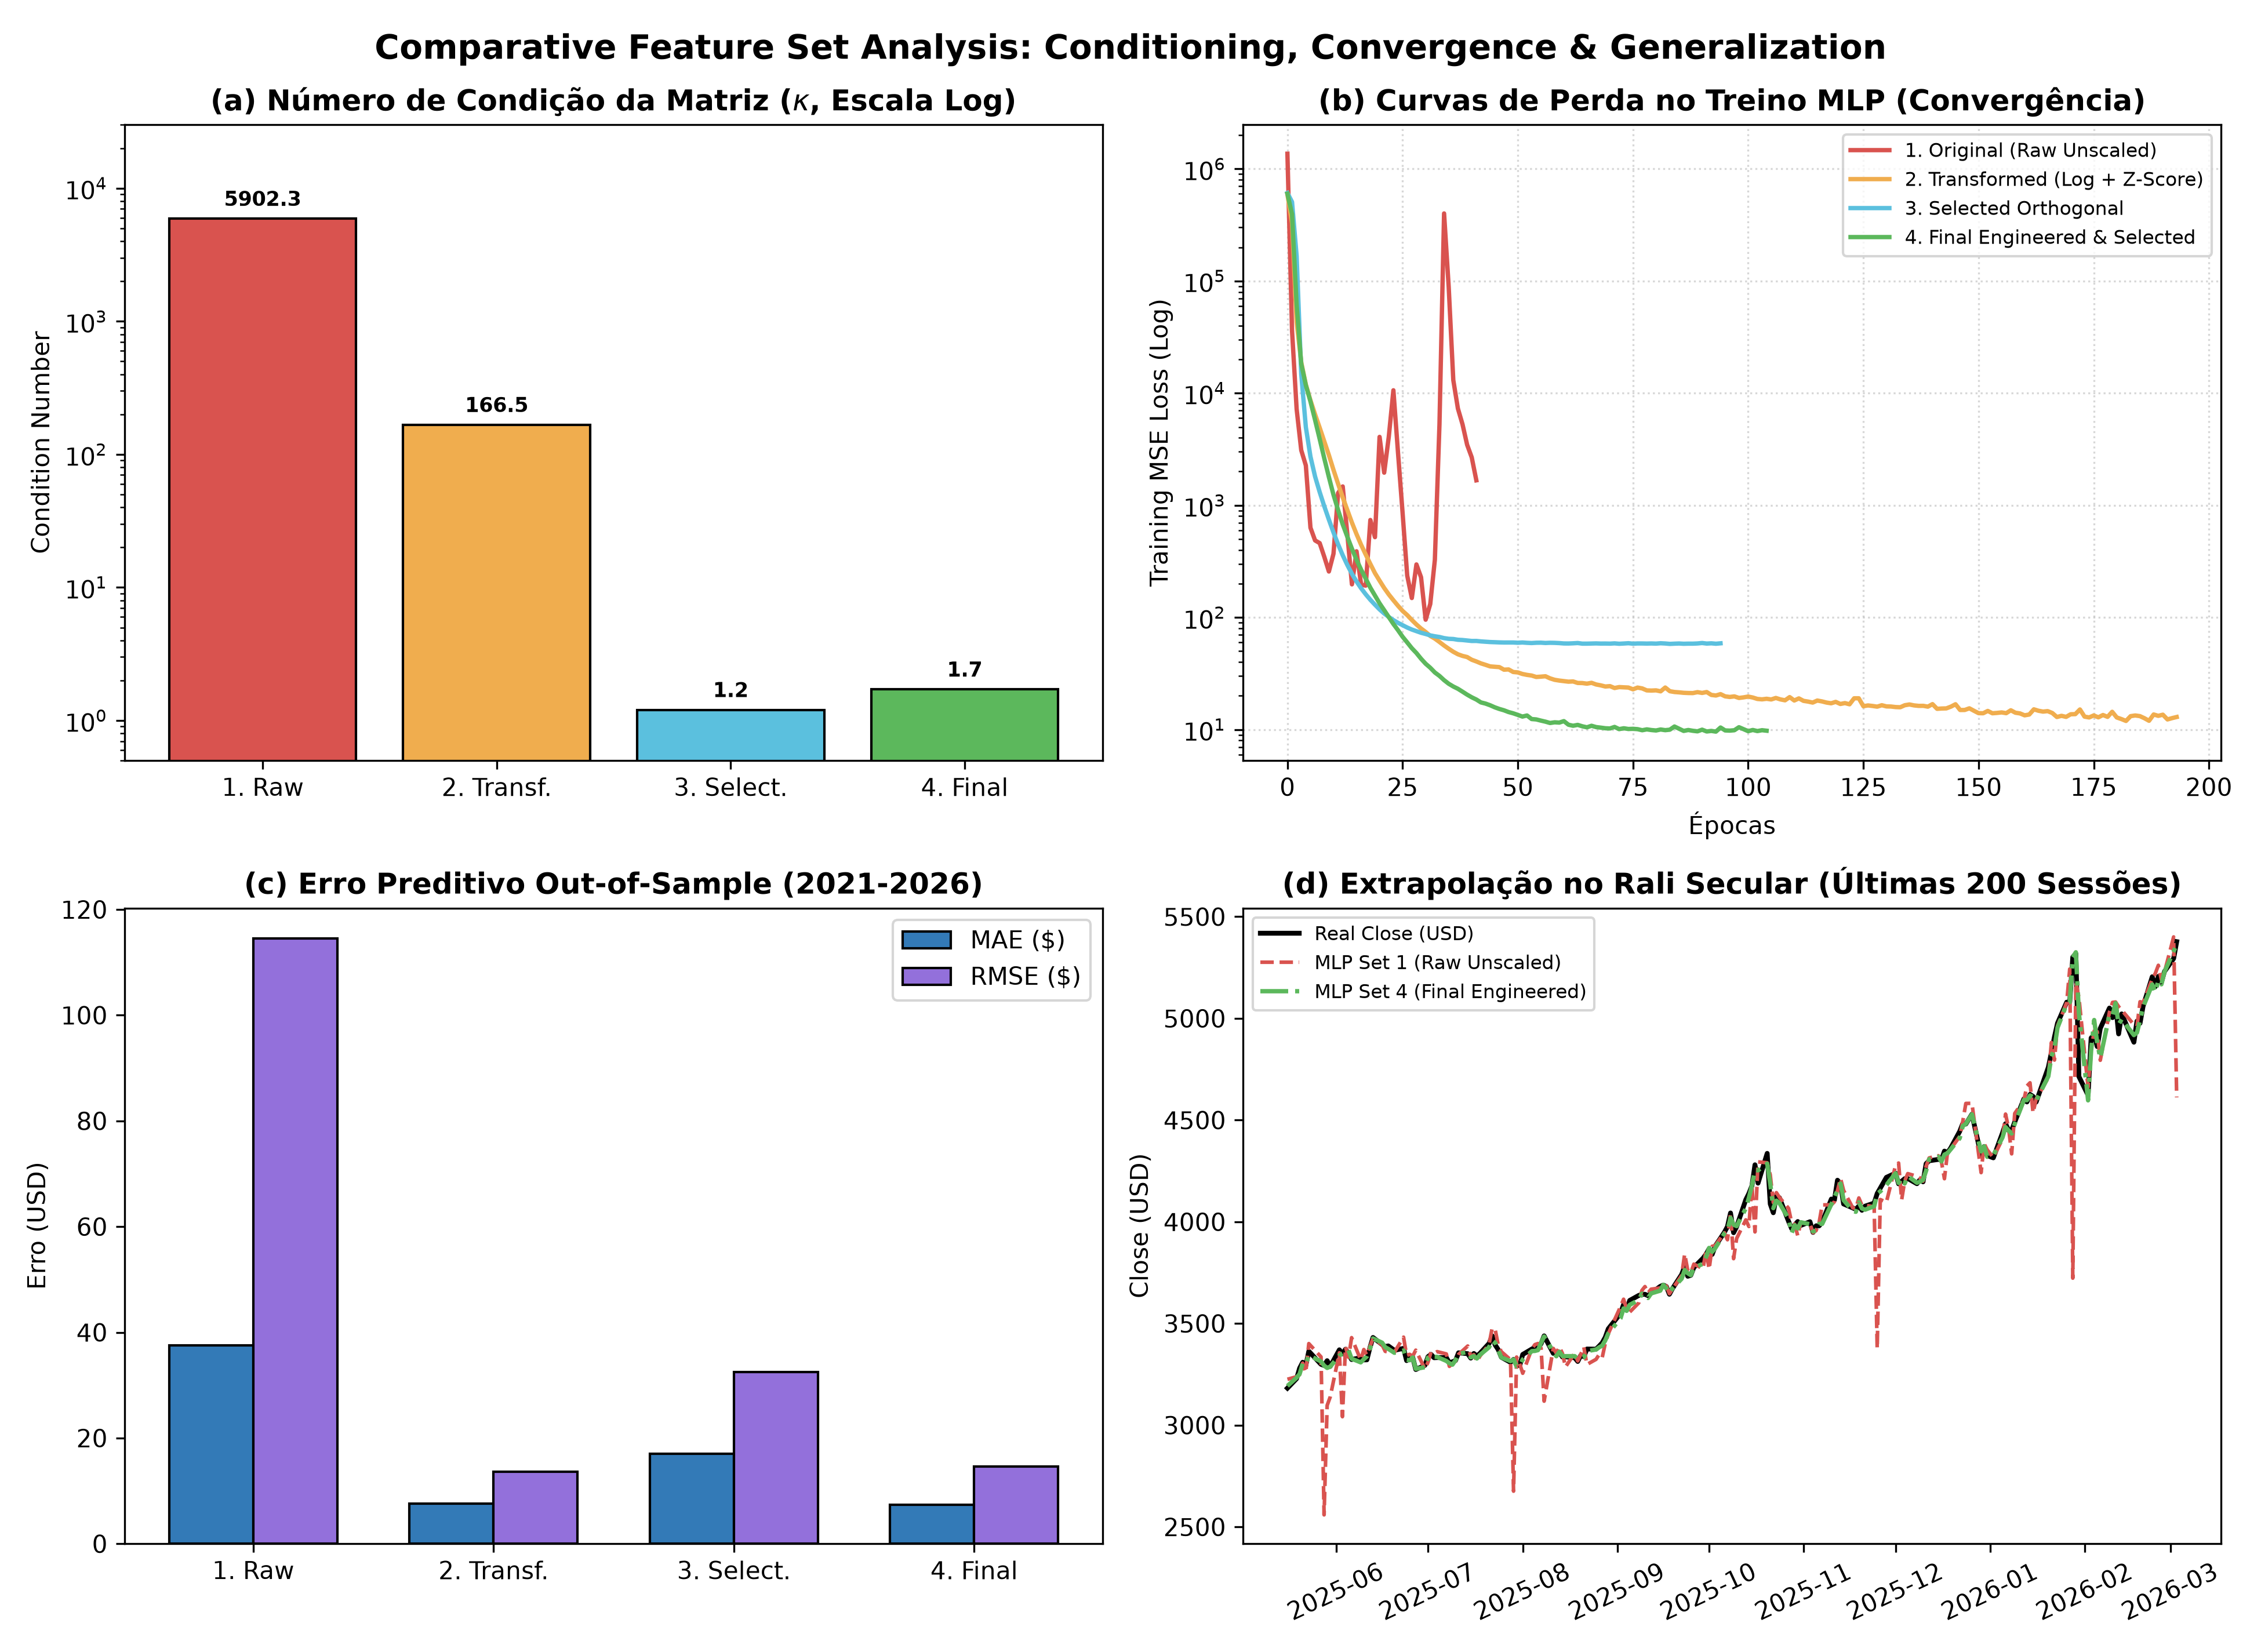 Comparative Feature Set Analysis: Conditioning, Convergence & Generalization
(a) Número de Condição da Matriz (κ, Escala Log)
Condition Number
10⁴
10³
10²
10¹
10⁰
5902.3
166.5
1.2
1.7
1. Raw
2. Transf.
3. Select.
4. Final
(b) Curvas de Perda no Treino MLP (Convergência)
Training MSE Loss (Log)
10⁶
10⁵
10⁴
10³
10²
10¹
1. Original (Raw Unscaled)
2. Transformed (Log + Z-Score)
3. Selected Orthogonal
4. Final Engineered & Selected
0
25
50
75
100
125
150
175
200
Épocas
(c) Erro Preditivo Out-of-Sample (2021-2026)
Erro (USD)
120
100
80
60
40
20
0
MAE ($)
RMSE ($)
1. Raw
2. Transf.
3. Select.
4. Final
(d) Extrapolação no Rali Secular (Últimas 200 Sessões)
Close (USD)
5500
5000
4500
4000
3500
3000
2500
Real Close (USD)
MLP Set 1 (Raw Unscaled)
MLP Set 4 (Final Engineered)
2025-06
2025-07
2025-08
2025-09
2025-10
2025-11
2025-12
2026-01
2026-02
2026-03